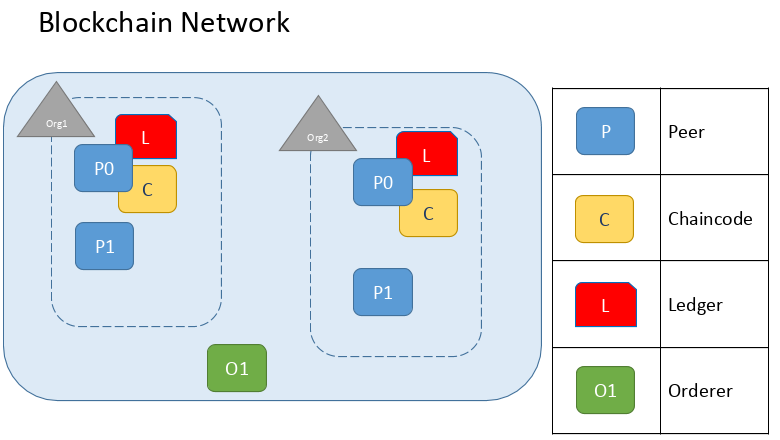 Blockchain Network
Org1
L
P0
C
P1
Org2
L
P0
C
P1
O1
P Peer
C Chaincode
L Ledger
O1 Orderer